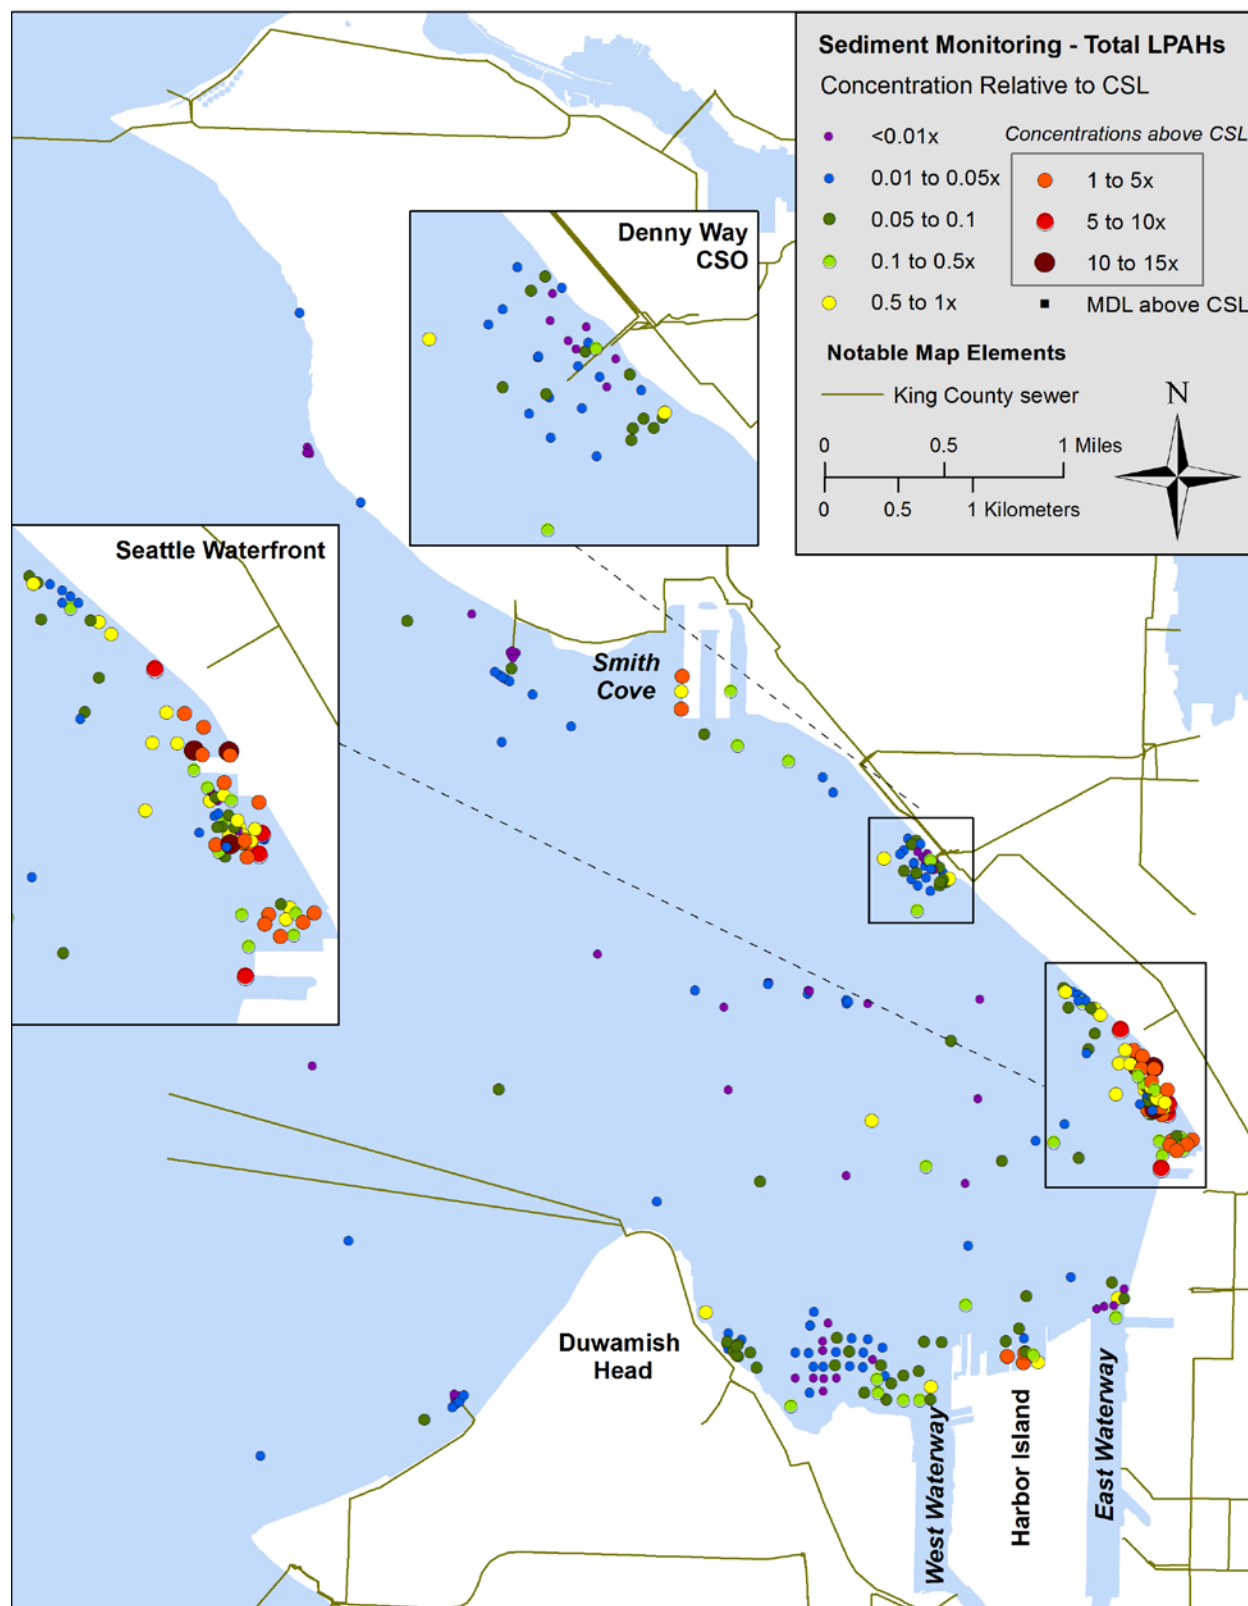 Sediment Monitoring - Total LPAHs
Concentration Relative to CSL
<0.01x
Concentrations above CSL
0.01 to 0.05x
1 to 5x
0.05 to 0.1
5 to 10x
0.1 to 0.5x
10 to 15x
0.5 to 1x
MDL above CSL
Notable Map Elements
King County sewer
N
0 0.5 1 Miles
0 0.5 1 Kilometers
Denny Way
CSO
Seattle Waterfront
Smith
Cove
Duwamish
Head
West Waterway
Harbor Island
East Waterway